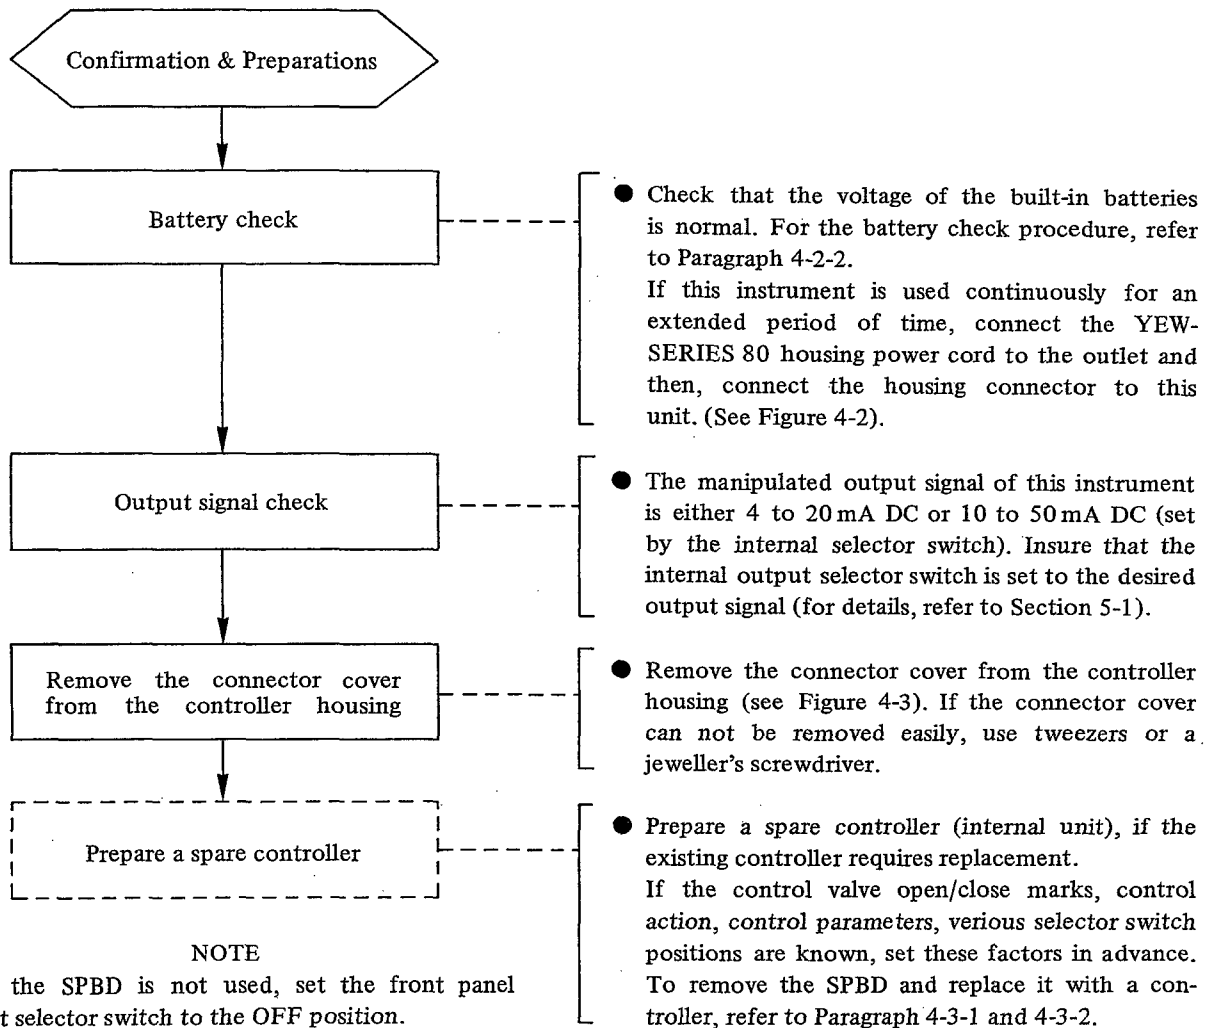 Confirmation & Preparations
Battery check
● Check that the voltage of the built-in batteries
is normal. For the battery check procedure, refer
to Paragraph 4-2-2.
If this instrument is used continuously for an
extended period of time, connect the YEW-
SERIES 80 housing power cord to the outlet and
then, connect the housing connector to this
unit. (See Figure 4-2).
Output signal check
● The manipulated output signal of this instrument
is either 4 to 20 mA DC or 10 to 50 mA DC (set
by the internal selector switch). Insure that the
internal output selector switch is set to the desired
output signal (for details, refer to Section 5-1).
Remove the connector cover
from the controller housing
● Remove the connector cover from the controller
housing (see Figure 4-3). If the connector cover
can not be removed easily, use tweezers or a
jeweller's screwdriver.
Prepare a spare controller
● Prepare a spare controller (internal unit), if the
existing controller requires replacement.
If the control valve open/close marks, control
action, control parameters, verious selector switch
positions are known, set these factors in advance.
To remove the SPBD and replace it with a con-
troller, refer to Paragraph 4-3-1 and 4-3-2.
NOTE
the SPBD is not used, set the front panel
t selector switch to the OFF position.